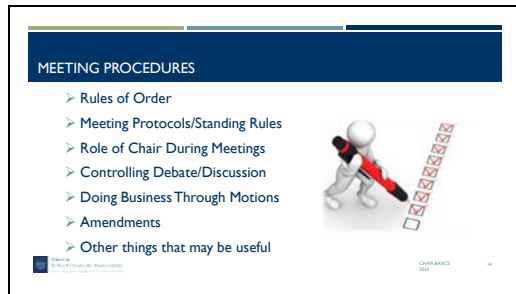 MEETING PROCEDURES
Rules of Order
Meeting Protocols/Standing Rules
Role of Chair During Meetings
Controlling Debate/Discussion
Doing Business Through Motions
Amendments
Other things that may be useful
Alberta
School Councils' Association
CHAIR BASICS